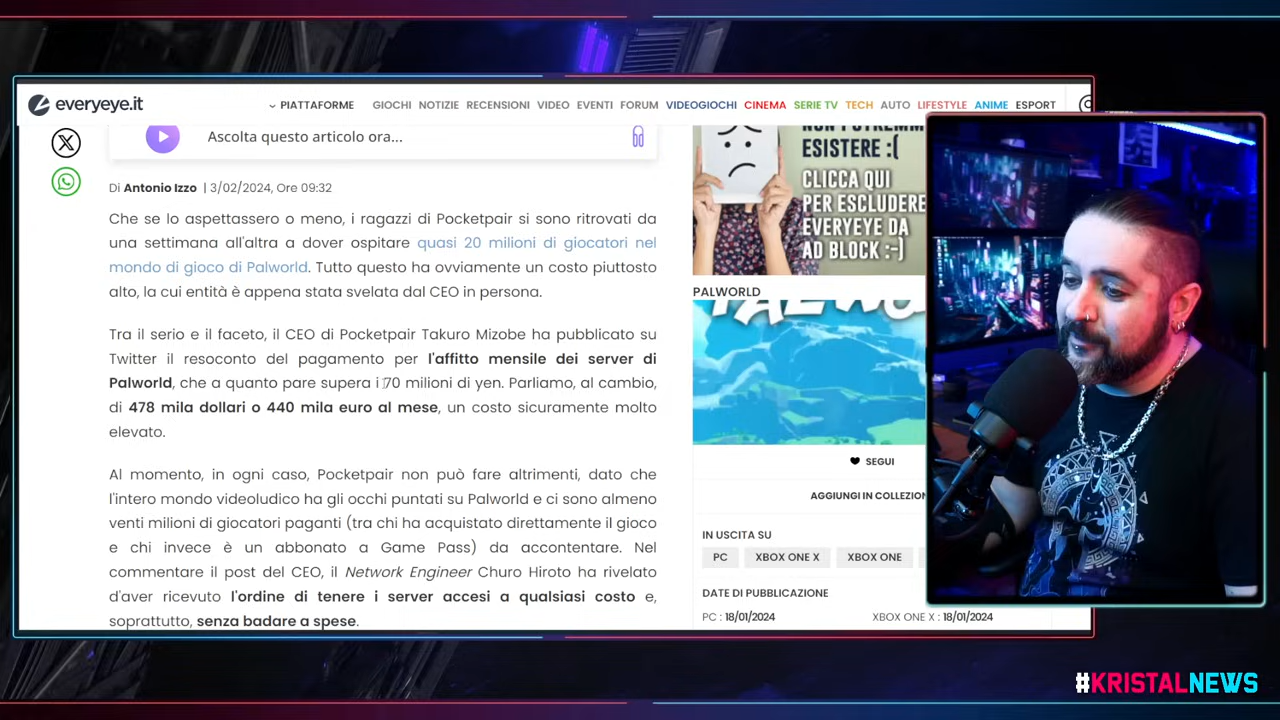 everyeye.it
PIATTAFORME GIOCHI NOTIZIE RECENSIONI VIDEO EVENTI FORUM VIDEOGIOCHI CINEMA SERIE TV TECH AUTO LIFESTYLE ANIME ESPORT
Ascolta questo articolo ora...
Di Antonio Izzo | 3/02/2024, Ore 09:32
Che se lo aspettassero o meno, i ragazzi di Pocketpair si sono ritrovati da
una settimana all'altra a dover ospitare quasi 20 milioni di giocatori nel
mondo di gioco di Palworld. Tutto questo ha ovviamente un costo piuttosto
alto, la cui entità è appena stata svelata dal CEO in persona.
Tra il serio e il faceto, il CEO di Pocketpair Takuro Mizobe ha pubblicato su
Twitter il resoconto del pagamento per l'affitto mensile dei server di
Palworld, che a quanto pare supera i 70 milioni di yen. Parliamo, al cambio,
di 478 mila dollari o 440 mila euro al mese, un costo sicuramente molto
elevato.
Al momento, in ogni caso, Pocketpair non può fare altrimenti, dato che
l'intero mondo videoludico ha gli occhi puntati su Palworld e ci sono almeno
venti milioni di giocatori paganti (tra chi ha acquistato direttamente il gioco
e chi invece è un abbonato a Game Pass) da accontentare. Nel
commentare il post del CEO, il Network Engineer Churo Hiroto ha rivelato
d'aver ricevuto l'ordine di tenere i server accesi a qualsiasi costo e,
soprattutto, senza badare a spese.
ESISTERE :(
CLICCA QUI
PER ESCLUDERE
EVERYEYE DA
AD BLOCK :-)
PALWORLD
SEGUI
AGGIUNGI IN COLLEZION
IN USCITA SU
PC XBOX ONE X XBOX ONE
DATE DI PUBBLICAZIONE
PC : 18/01/2024 XBOX ONE X : 18/01/2024
#KRISTALNEWS